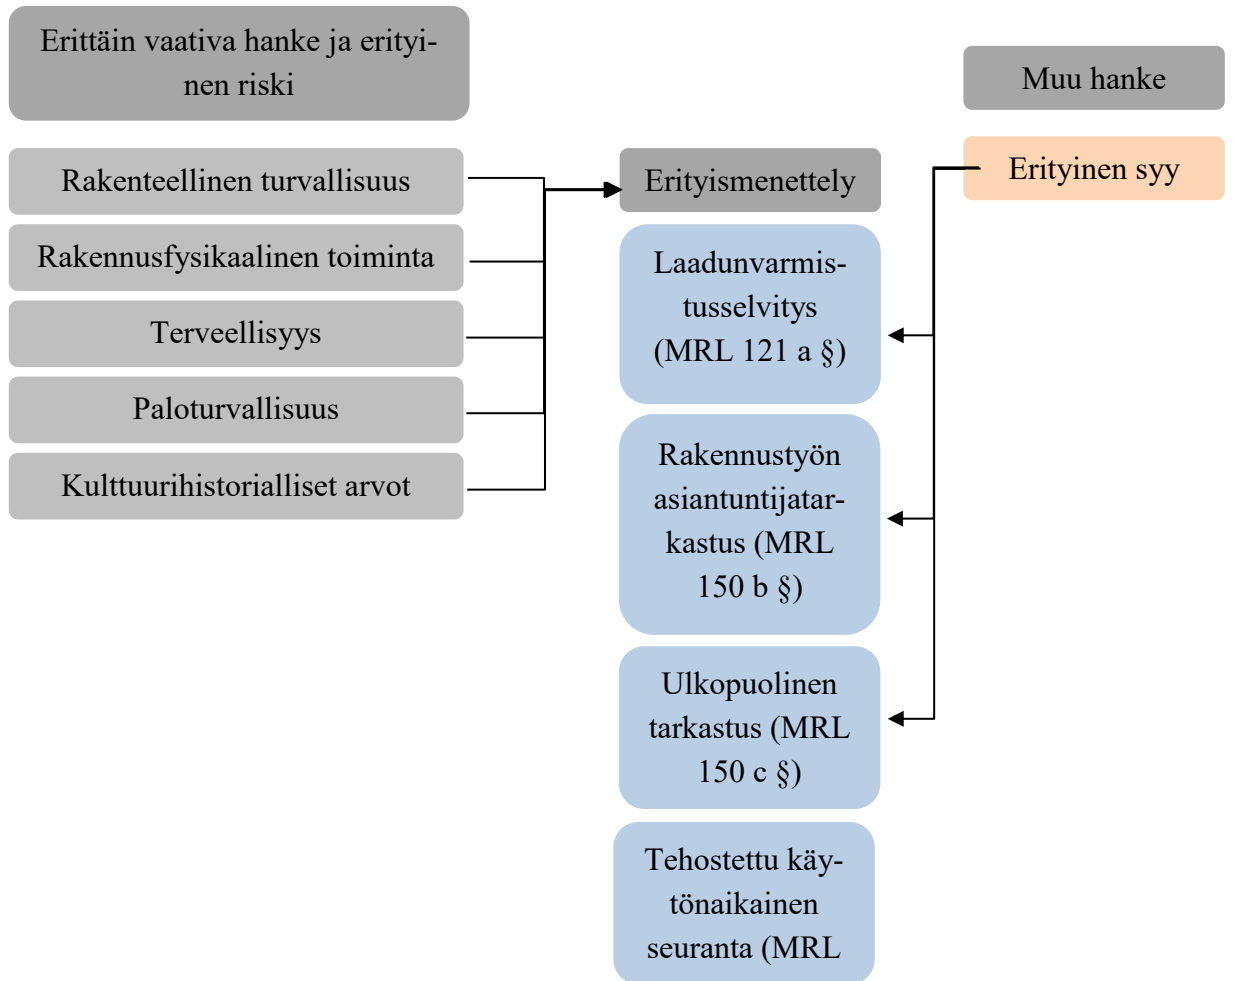 Erittäin vaativa hanke ja erityi-
nen riski
Rakenteellinen turvallisuus
Rakennusfysikaalinen toiminta
Terveellisyys
Paloturvallisuus
Kulttuurihistorialliset arvot
Erityismenettely
Laadunvarmis-
tusselvitys
(MRL 121 a §)
Rakennustyön
asiantuntijatar-
kastus (MRL
150 b §)
Ulkopuolinen
tarkastus (MRL
150 c §)
Tehostettu käy-
tönaikainen
seuranta (MRL
Muu hanke
Erityinen syy